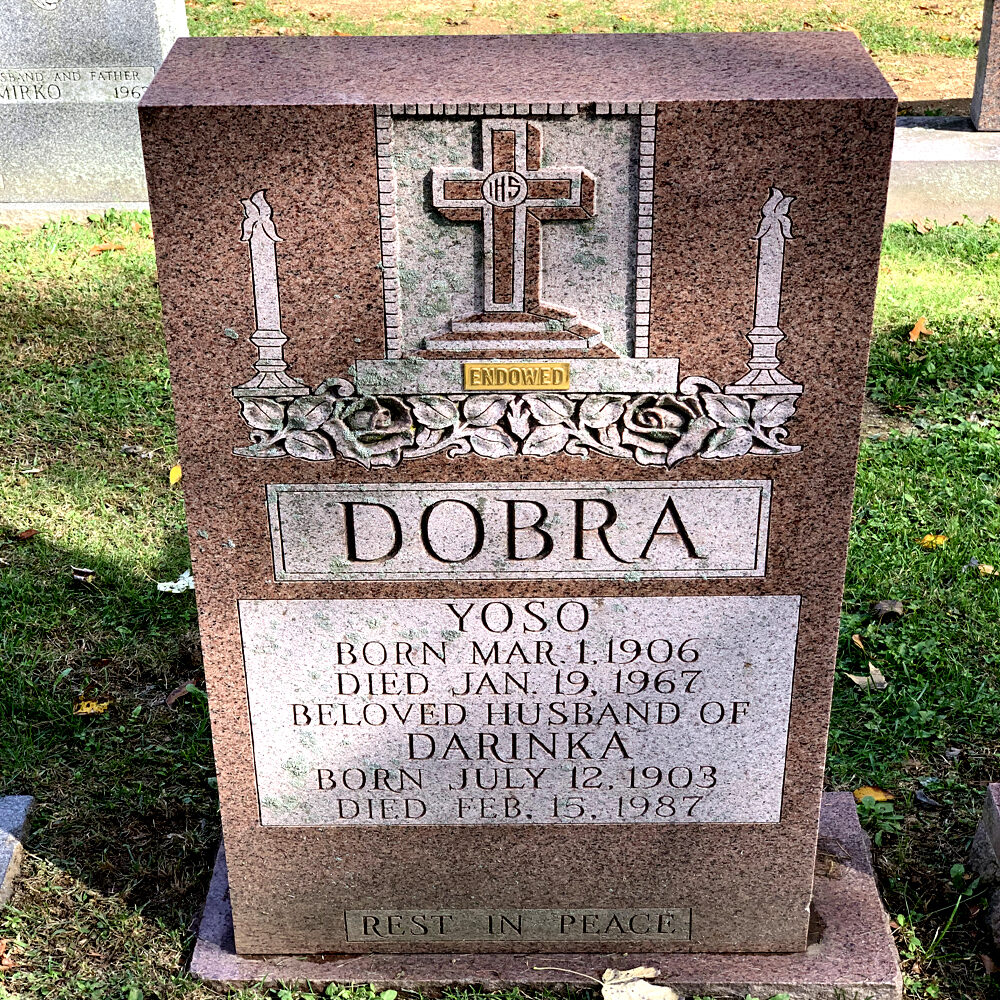 AND FATHER
MIRKO 1967
IHS
ENDOWED
DOBRA
YOSO
BORN MAR. 1, 1906
DIED JAN. 19, 1967
BELOVED HUSBAND OF
DARINKA
BORN JULY 12, 1903
DIED FEB. 15, 1987
REST IN PEACE